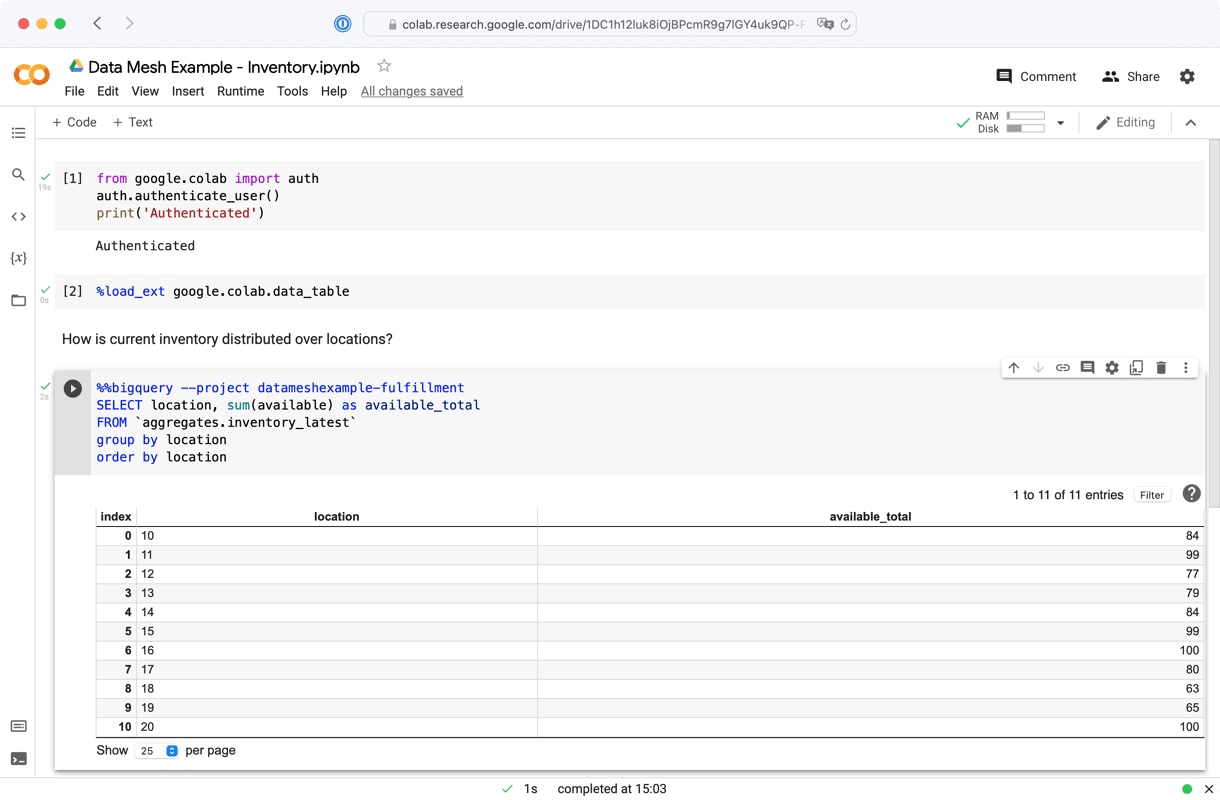 colab.research.google.com/drive/1DC1h12luk8iOjBPcmR9g7IGY4uk9QP-F
Data Mesh Example - Inventory.ipynb
File Edit View Insert Runtime Tools Help All changes saved
Comment
Share
+ Code + Text
RAM
Disk
Editing
19s
[1] from google.colab import auth
auth.authenticate_user()
print('Authenticated')
Authenticated
0s
[2] %load_ext google.colab.data_table
How is current inventory distributed over locations?
2s
%%bigquery --project datameshexample-fulfillment
SELECT location, sum(available) as available_total
FROM `aggregates.inventory_latest`
group by location
order by location
1 to 11 of 11 entries Filter ?
index location available_total
0 10 84
1 11 99
2 12 77
3 13 79
4 14 84
5 15 99
6 16 100
7 17 80
8 18 63
9 19 65
10 20 100
Show 25 per page
1s completed at 15:03